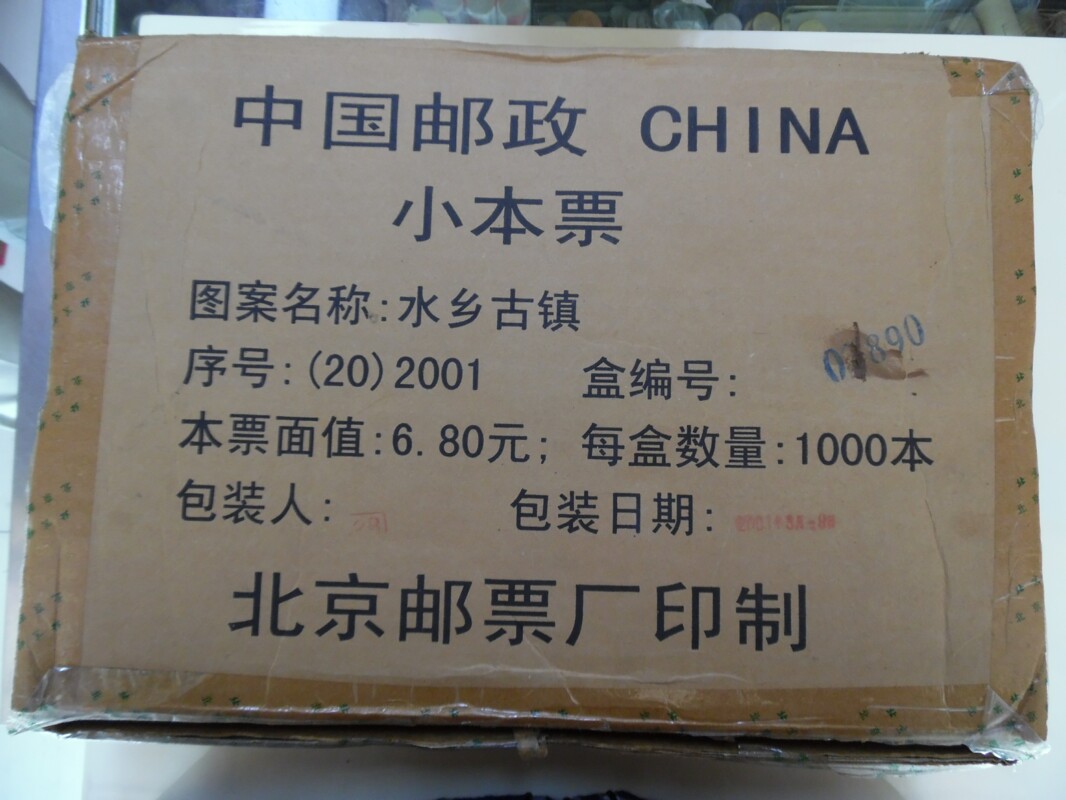 中国邮政 CHINA
小本票
图案名称:水乡古镇
序号:(20)2001 盒编号:
本票面值:6.80元; 每盒数量:1000本
包装人: 包装日期:
北京邮票厂印制